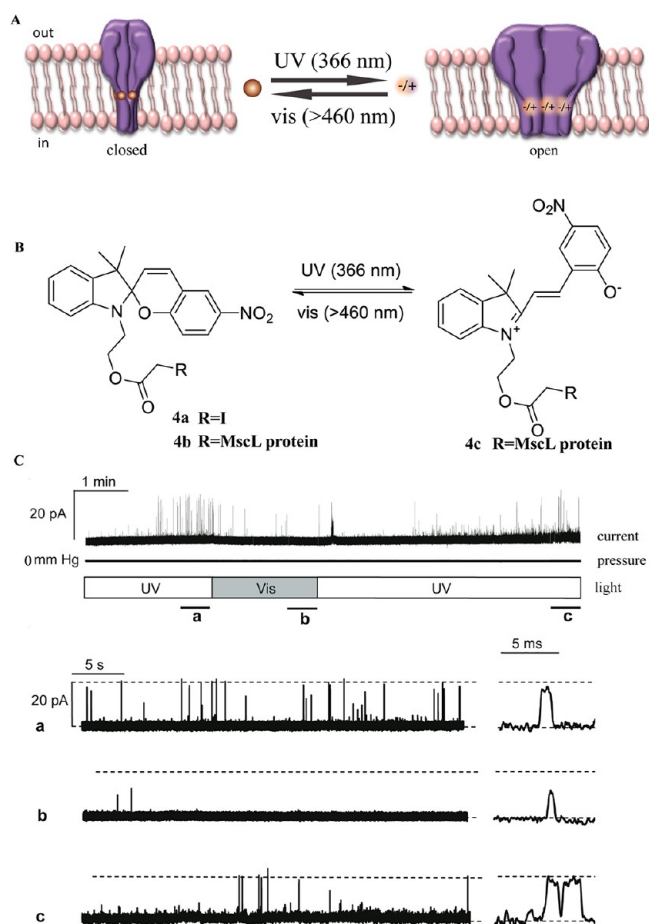 A
out
in
closed
UV (366 nm)
vis (>460 nm)
-/+
-/+ -/+ -/+
open
B
N
O
NO₂
O
O
R
4a R=I
4b R=MscL protein
UV (366 nm)
vis (>460 nm)
O₂N
O⁻
N⁺
O
O
R
4c R=MscL protein
C
1 min
20 pA
current
0 mm Hg
pressure
UV Vis UV
light
a b c
5 s
5 ms
20 pA
a
b
c